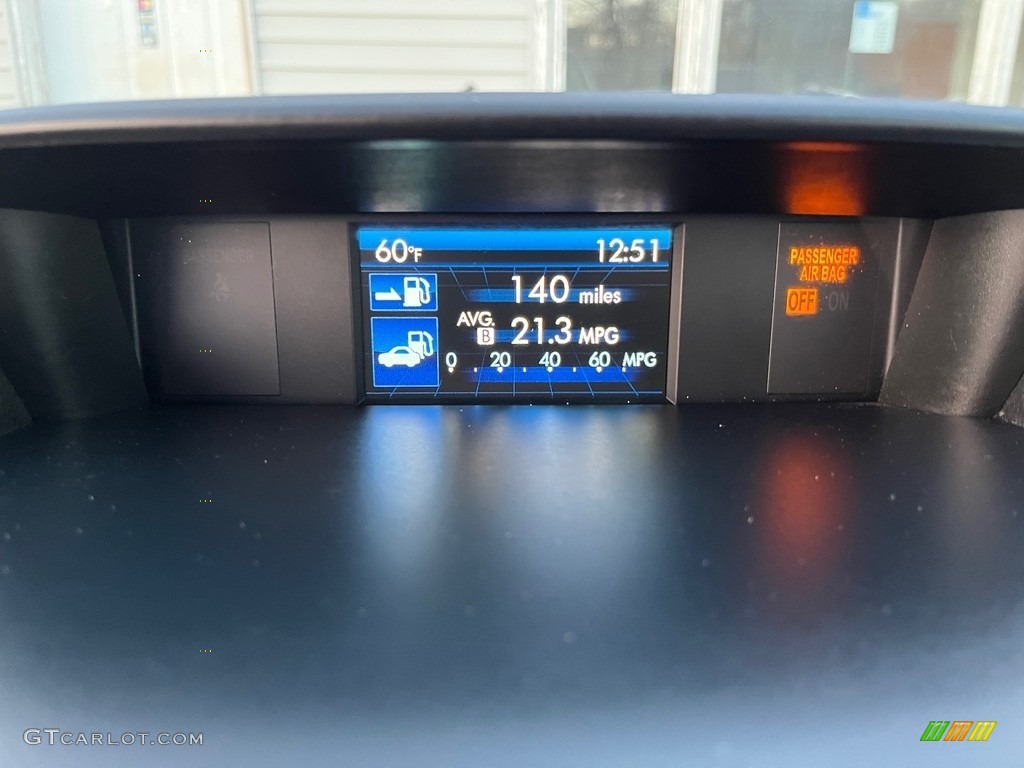 60°F 12:51
140 miles
AVG. B 21.3 MPG
0 20 40 60 MPG
PASSENGER
AIR BAG
OFF ON
GTCARLOT.COM